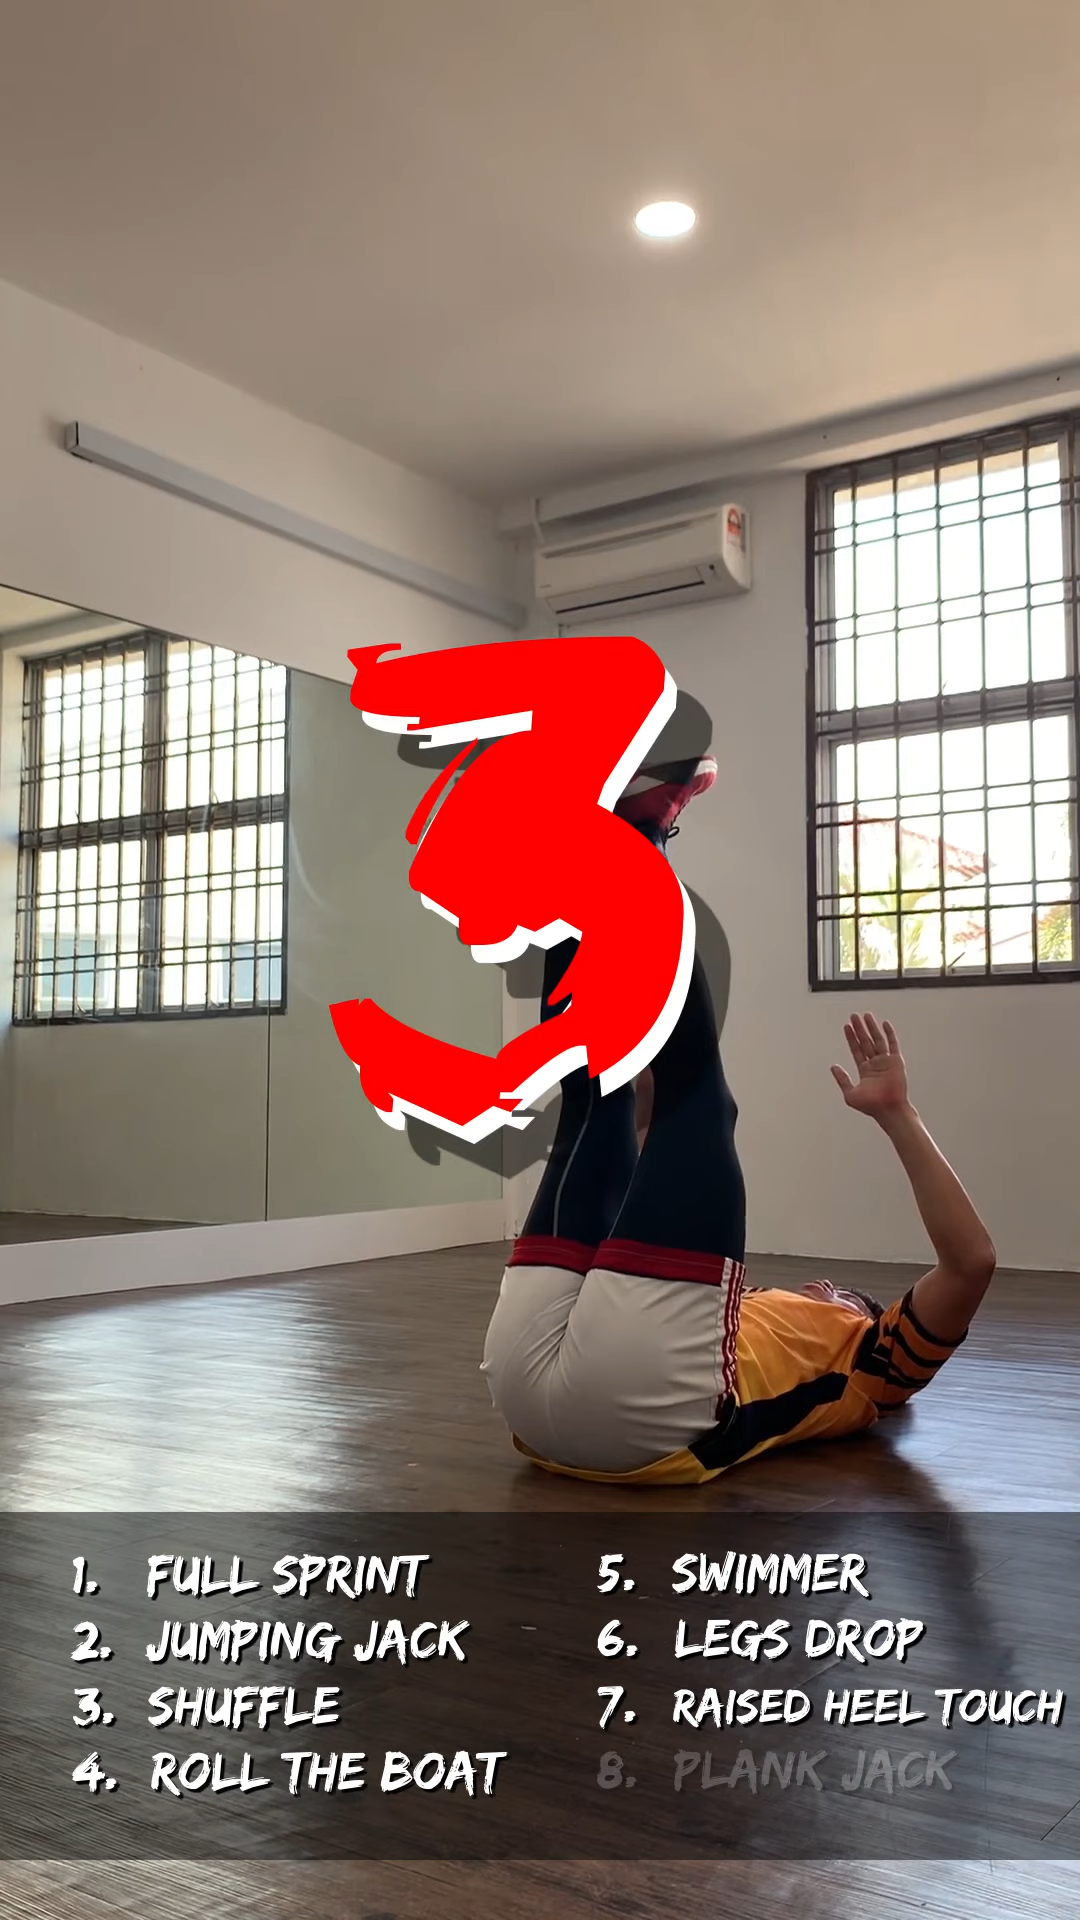 3
1. FULL SPRINT
2. JUMPING JACK
3. SHUFFLE
4. ROLL THE BOAT
5. SWIMMER
6. LEGS DROP
7. RAISED HEEL TOUCH
8. PLANK JACK